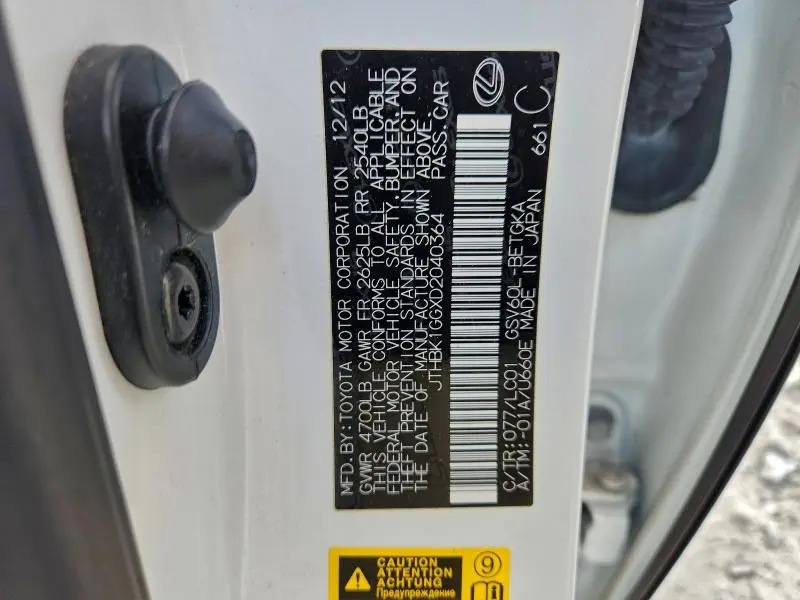 MFD.BY:TOYOTA MOTOR CORPORATION 12/12
GVWR 4700LB GAWR FR 2625LB RR 2540LB
THIS VEHICLE CONFORMS TO ALL APPLICABLE
FEDERAL MOTOR VEHICLE SAFETY, BUMPER, AND
THEFT PREVENTION STANDARDS IN EFFECT ON
THE DATE OF MANUFACTURE SHOWN ABOVE.
JTHBK1GGXD2040364 PASS.CAR
C/TR:077/LC01 GSV60L-BETGKA
A/TM:-01A/U660E MADE IN JAPAN 661 C
CAUTION
ATTENTION
ACHTUNG
Предупреждение
9